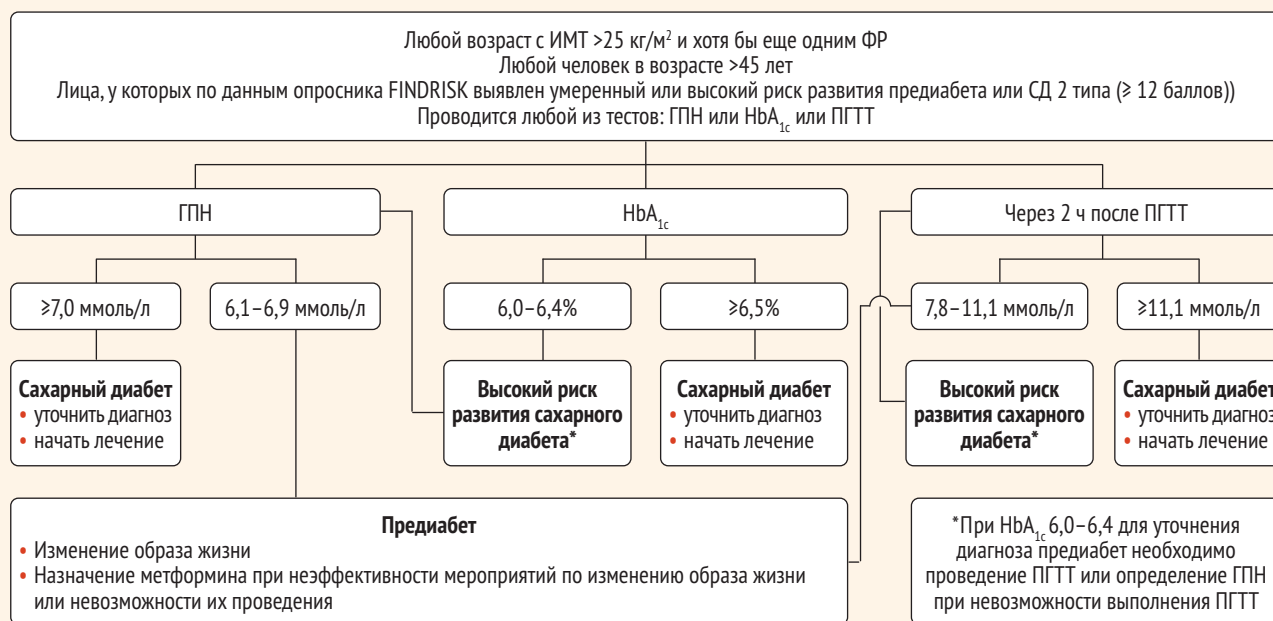 Любой возраст с ИМТ >25 кг/м² и хотя бы еще одним ФР
Любой человек в возрасте >45 лет
Лица, у которых по данным опросника FINDRISK выявлен умеренный или высокий риск развития предиабета или СД 2 типа (⩾ 12 баллов))
Проводится любой из тестов: ГПН или HbA1c или ПГТТ
ГПН
HbA1c
Через 2 ч после ПГТТ
⩾7,0 ммоль/л
6,1–6,9 ммоль/л
6,0–6,4%
⩾6,5%
7,8–11,1 ммоль/л
⩾11,1 ммоль/л
Сахарный диабет
• уточнить диагноз
• начать лечение
Высокий риск
развития сахарного
диабета*
Сахарный диабет
• уточнить диагноз
• начать лечение
Высокий риск
развития сахарного
диабета*
Сахарный диабет
• уточнить диагноз
• начать лечение
Предиабет
• Изменение образа жизни
• Назначение метформина при неэффективности мероприятий по изменению образа жизни
или невозможности их проведения
*При HbA1c 6,0–6,4 для уточнения
диагноза предиабет необходимо
проведение ПГТТ или определение ГПН
при невозможности выполнения ПГТТ